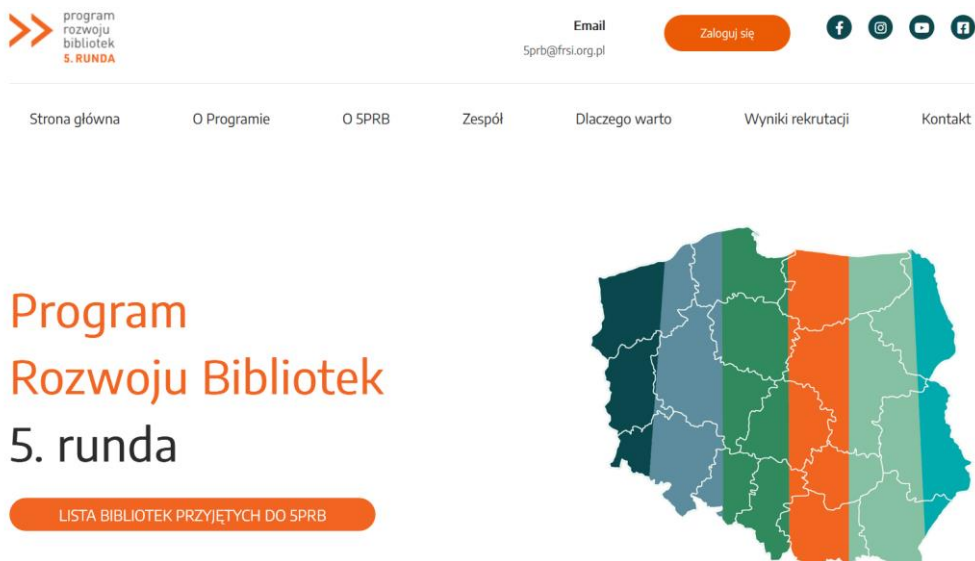 program
rozwoju
bibliotek
5. RUNDA
Email
5prb@frsi.org.pl
Zaloguj się
Strona główna
O Programie
O 5PRB
Zespół
Dlaczego warto
Wyniki rekrutacji
Kontakt
Program
Rozwoju Bibliotek
5. runda
LISTA BIBLIOTEK PRZYJĘTYCH DO 5PRB